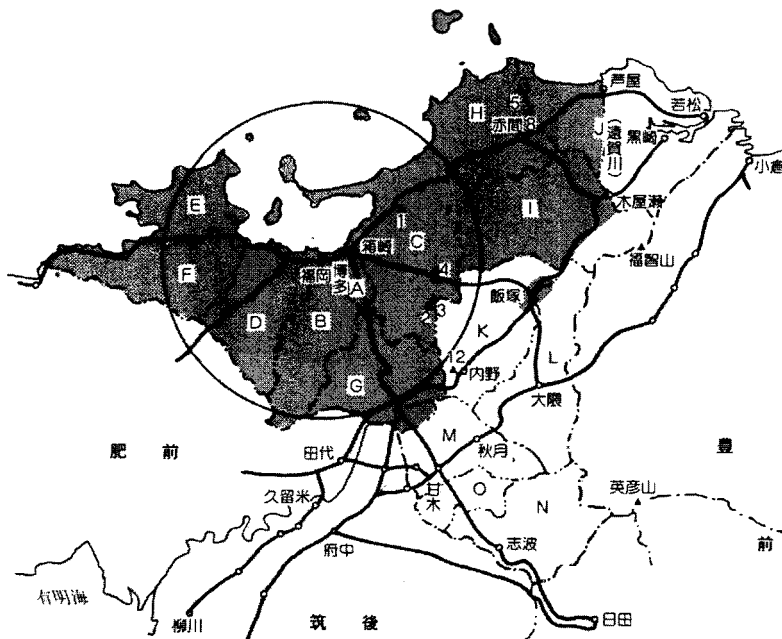 芦屋
若松
H
5
赤間 8
J
(遠賀川)
黒崎
小倉
E
I
木屋瀬
1
箱崎
C
福智山
F
福岡
博多
A
4
飯塚
D
B
3
2
K
12
内野
L
G
大隈
M
肥前
田代
秋月
豊前
久留米
甘木
O
N
英彦山
府中
志波
有明海
柳川
筑後
日田